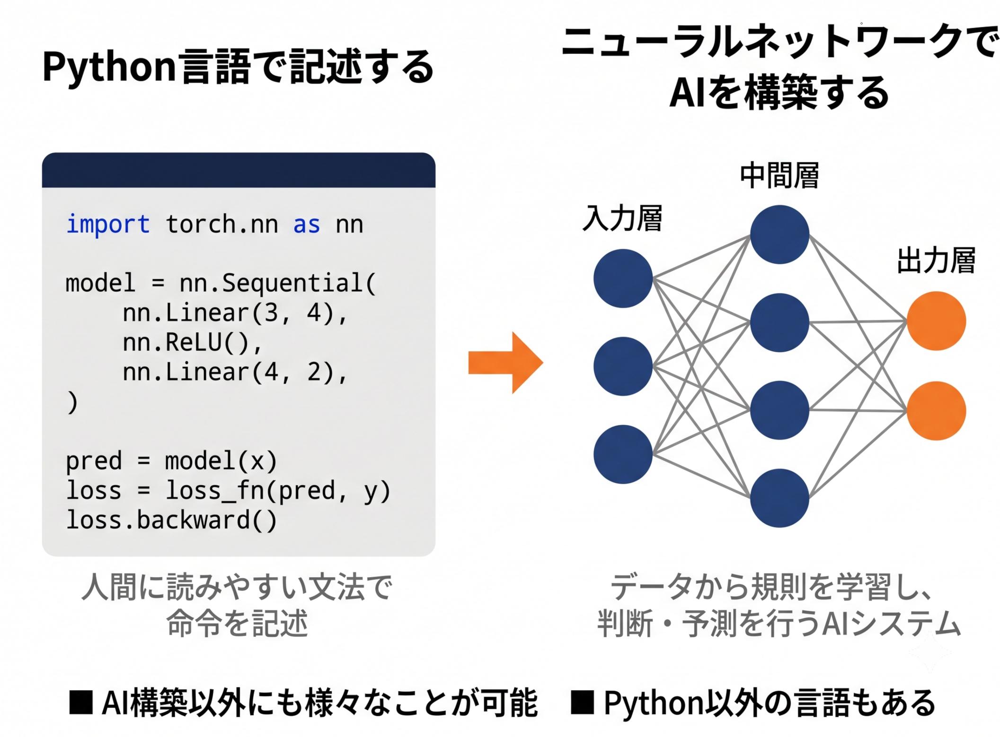 Python言語で記述する
import torch.nn as nn
model = nn.Sequential(
    nn.Linear(3, 4),
    nn.ReLU(),
    nn.Linear(4, 2),
)
pred = model(x)
loss = loss_fn(pred, y)
loss.backward()
人間に読みやすい文法で
命令を記述
ニューラルネットワークで
AIを構築する
中間層
入力層
出力層
データから規則を学習し、
判断・予測を行うAIシステム
■ AI構築以外にも様々なことが可能
■ Python以外の言語もある